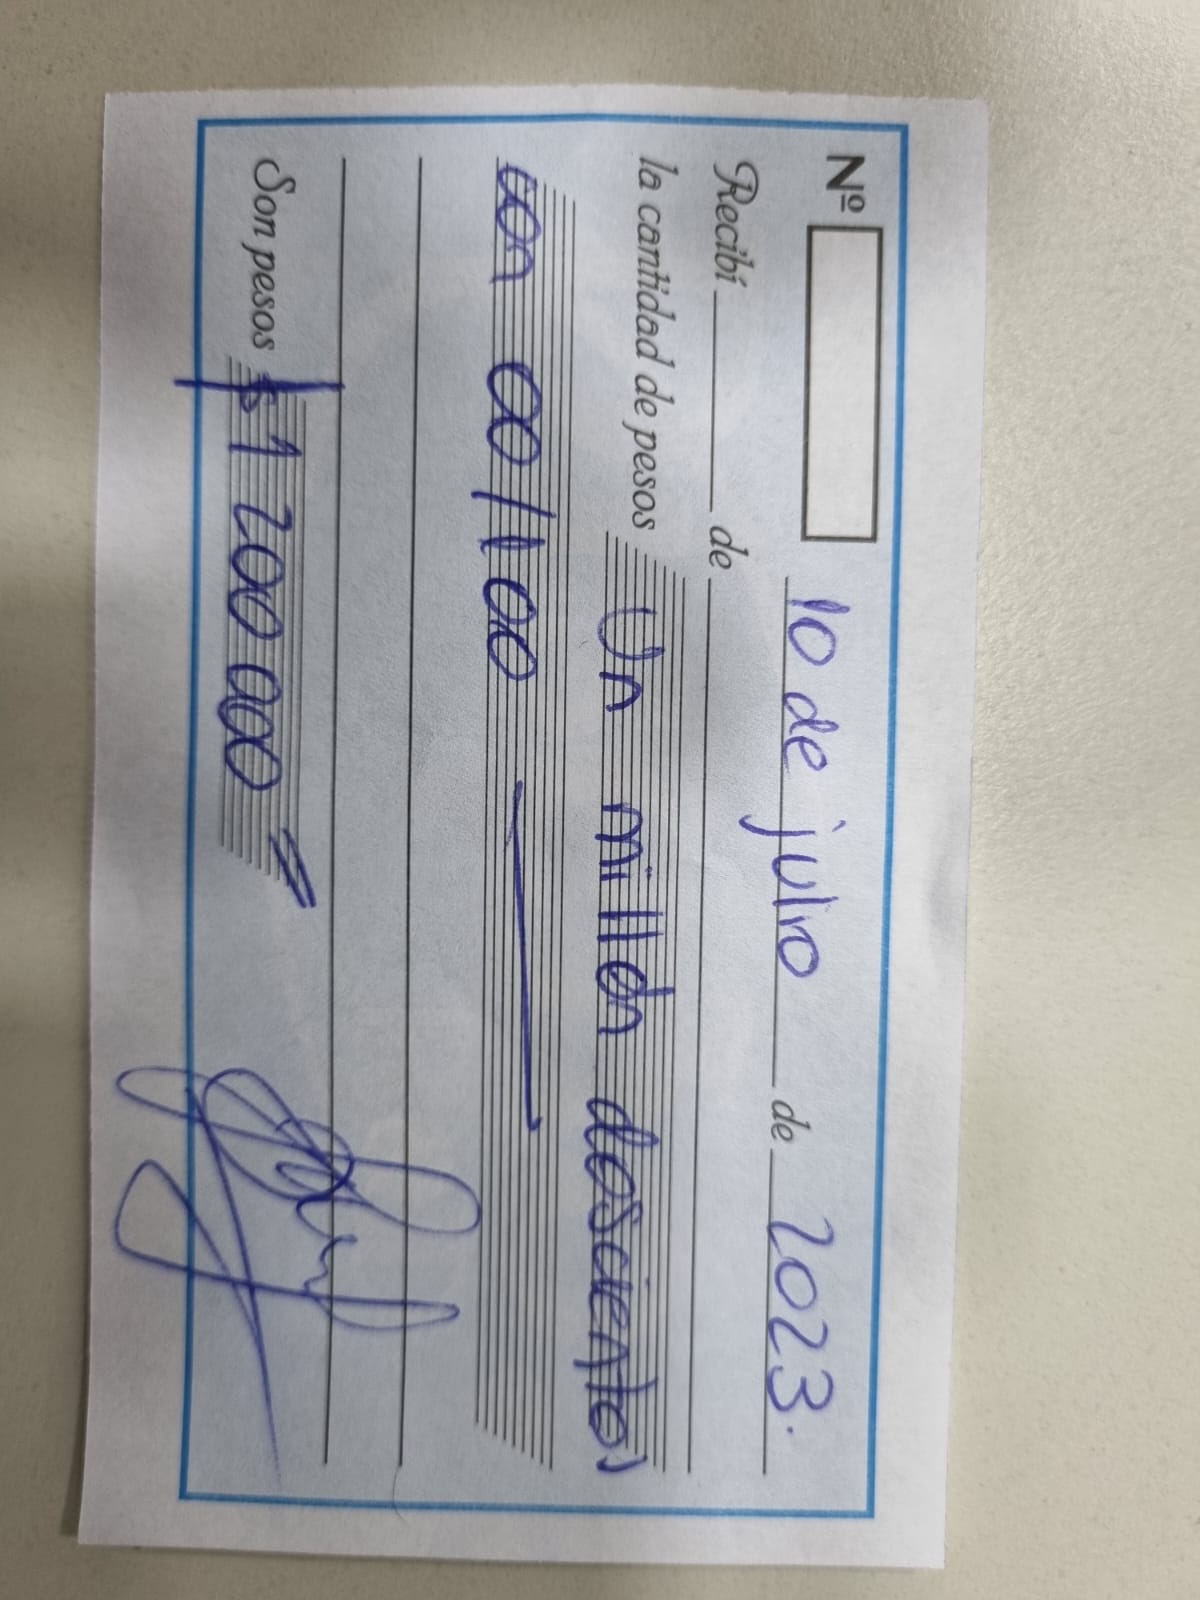 Nº 10 de julio de 2023.
Recibí de
la cantidad de pesos Un millón doscientos
con 00/100
Son pesos $ 1 200 000